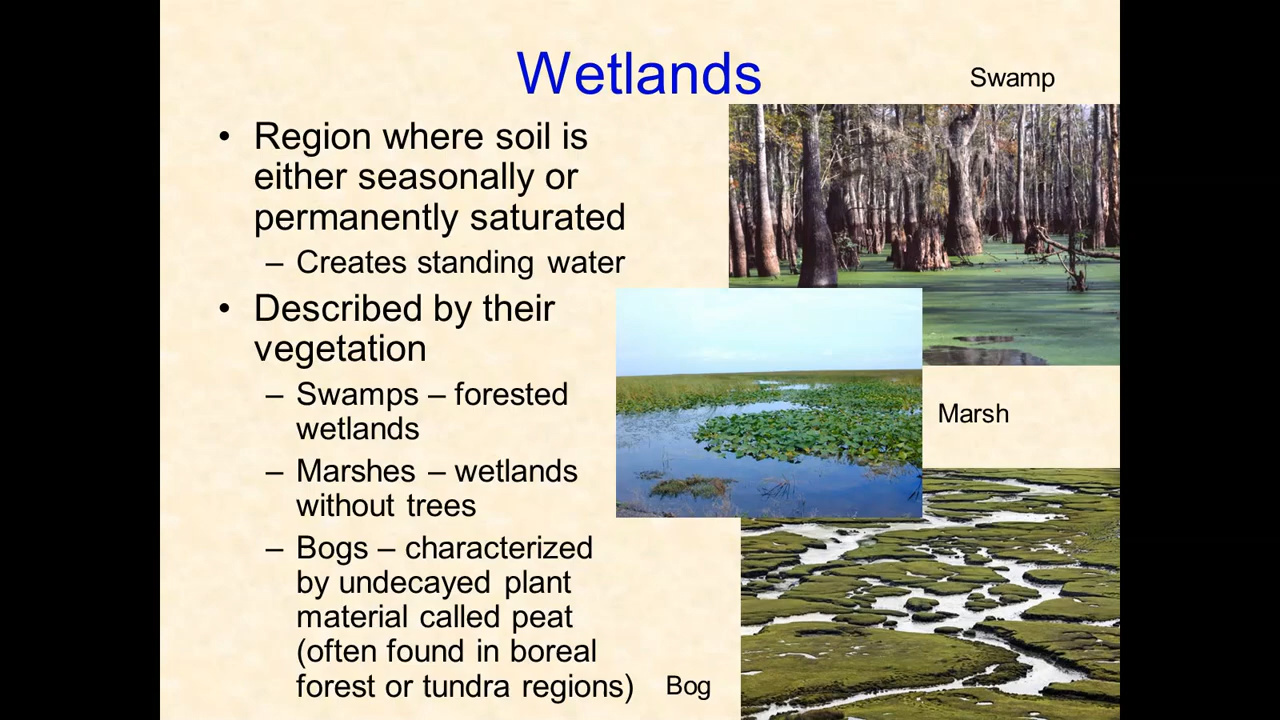 Wetlands
Swamp
• Region where soil is
either seasonally or
permanently saturated
– Creates standing water
• Described by their
vegetation
– Swamps – forested
wetlands
– Marshes – wetlands
without trees
– Bogs – characterized
by undecayed plant
material called peat
(often found in boreal
forest or tundra regions)
Marsh
Bog